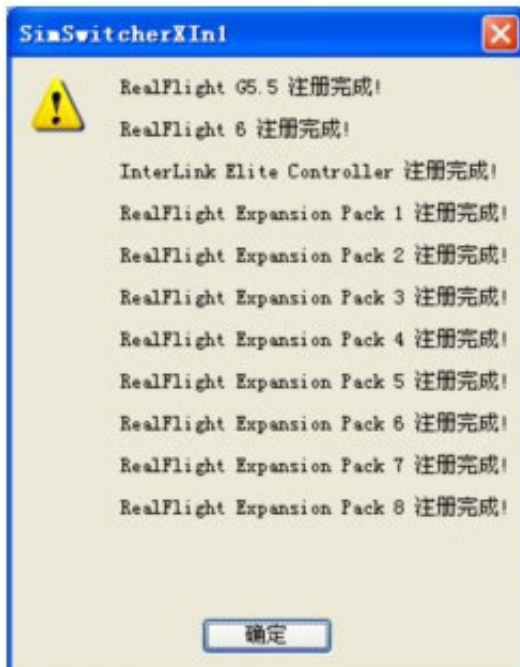 SimSwitcherXIn1
RealFlight G5.5 注册完成!
RealFlight 6 注册完成!
InterLink Elite Controller 注册完成!
RealFlight Expansion Pack 1 注册完成!
RealFlight Expansion Pack 2 注册完成!
RealFlight Expansion Pack 3 注册完成!
RealFlight Expansion Pack 4 注册完成!
RealFlight Expansion Pack 5 注册完成!
RealFlight Expansion Pack 6 注册完成!
RealFlight Expansion Pack 7 注册完成!
RealFlight Expansion Pack 8 注册完成!
确定